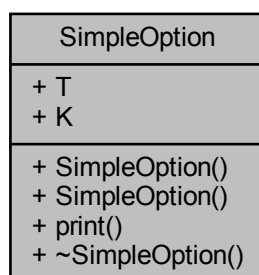 SimpleOption
+ T
+ K
+ SimpleOption()
+ SimpleOption()
+ print()
+ ~SimpleOption()